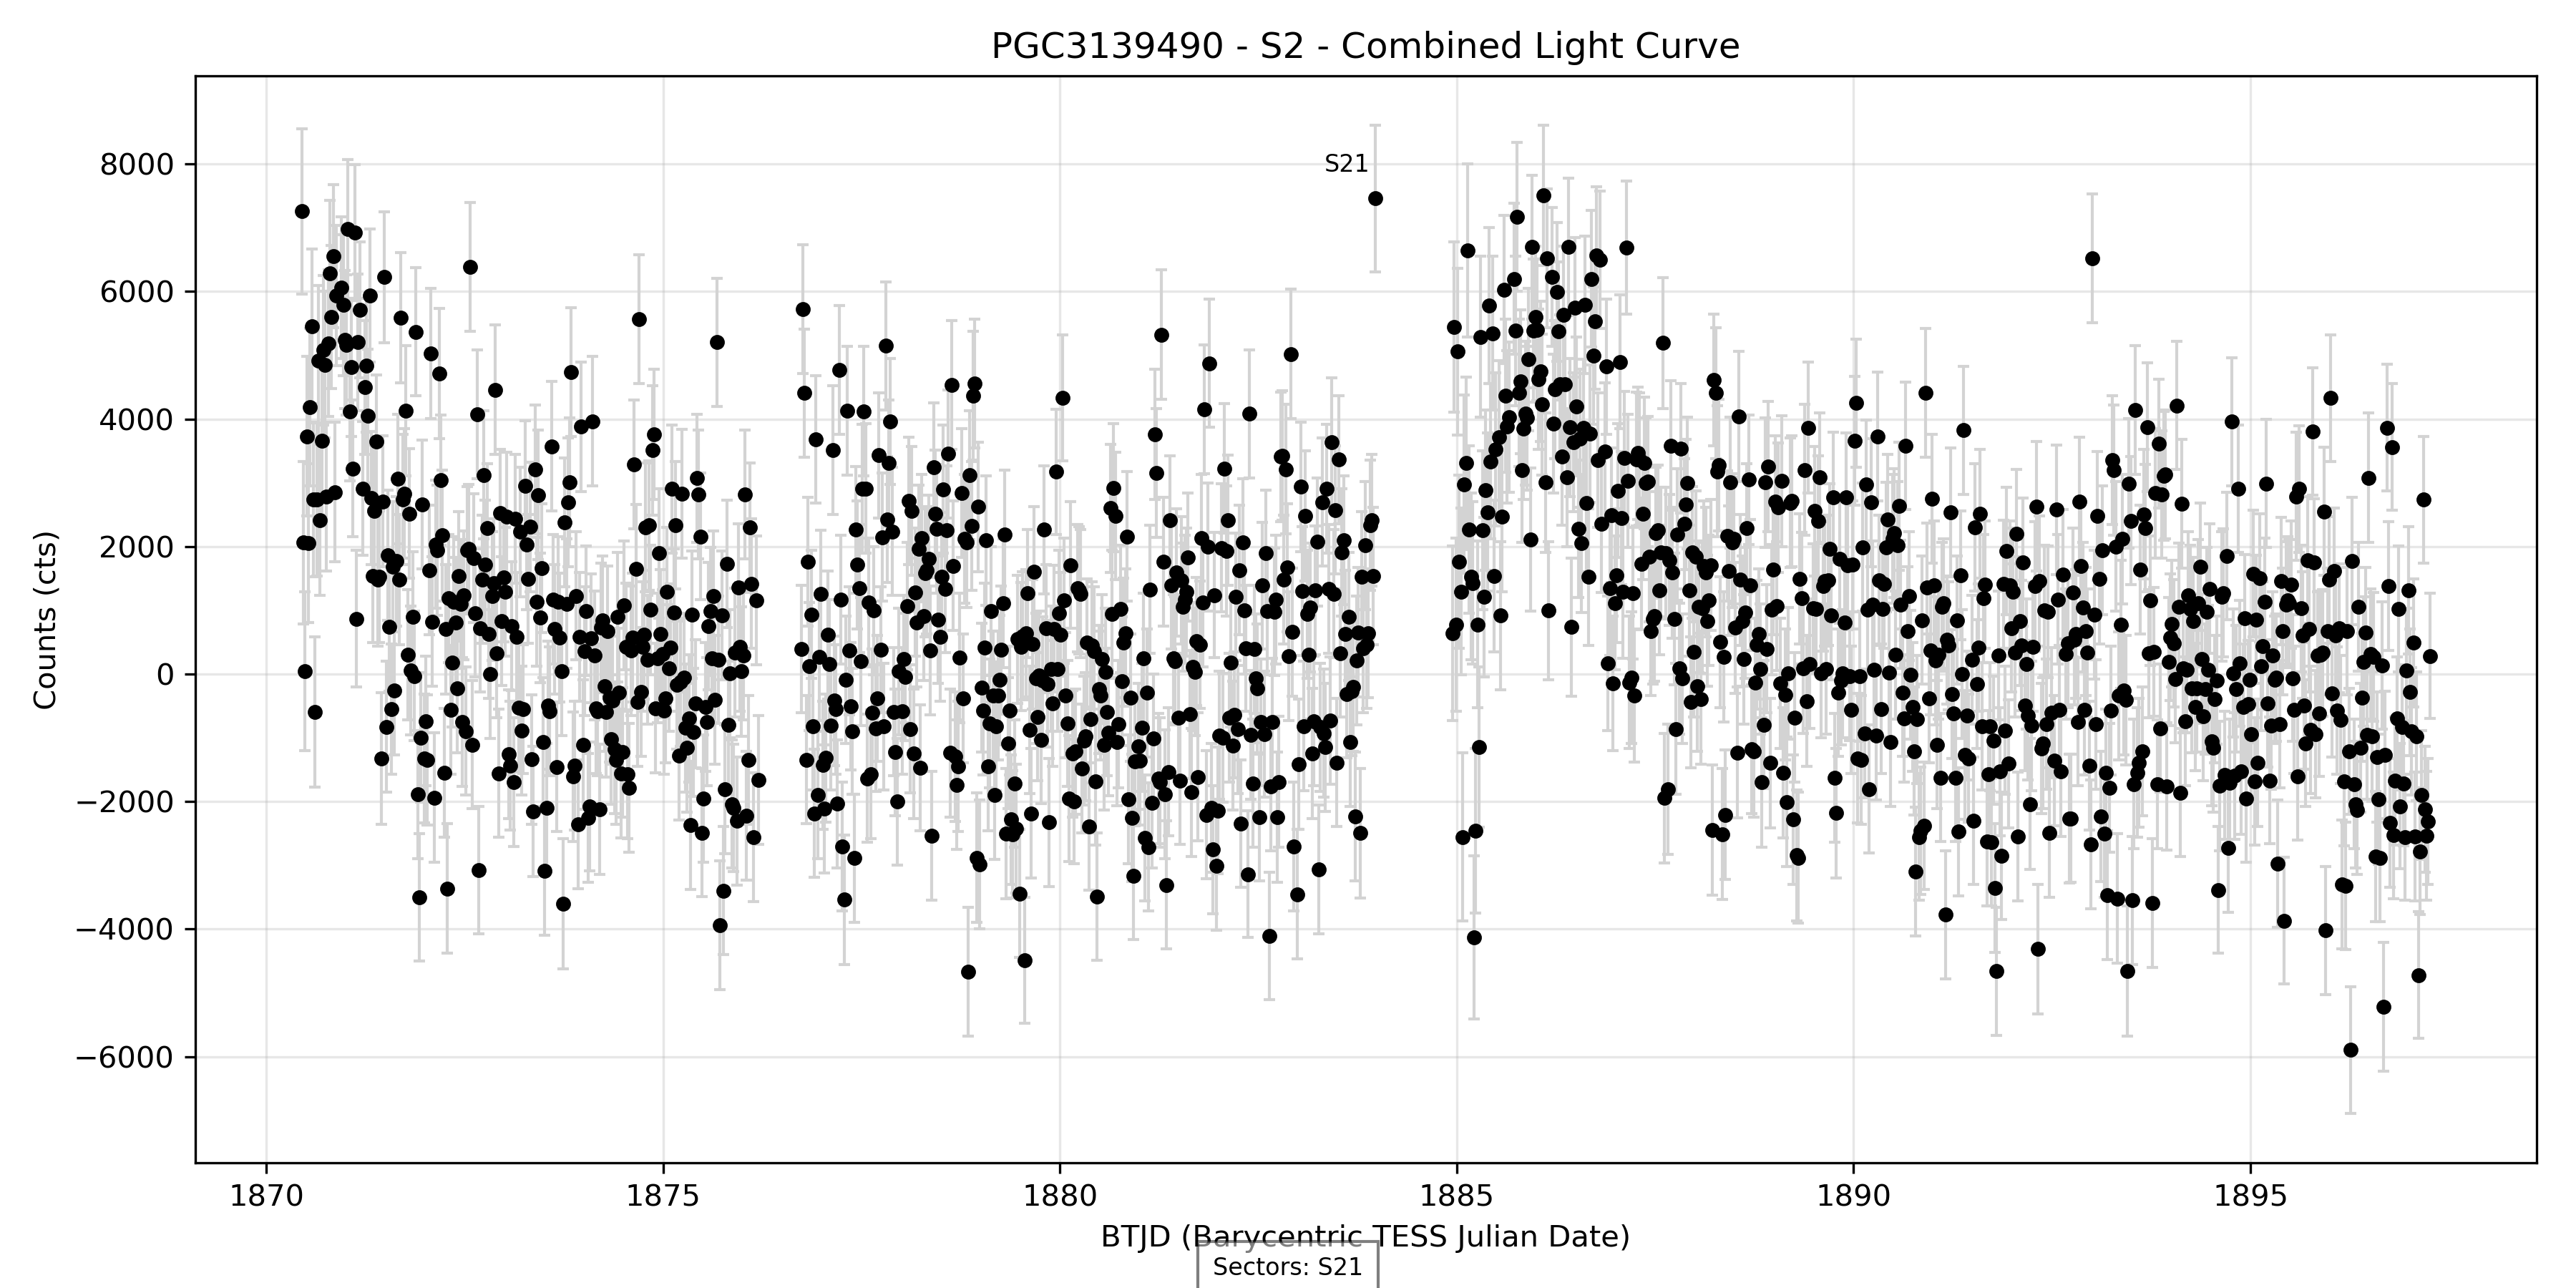 PGC3139490 - S2 - Combined Light Curve
8000
6000
4000
2000
0
−2000
−4000
−6000
Counts (cts)
S21
1870
1875
1880
1885
1890
1895
BTJD (Barycentric TESS Julian Date)
Sectors: S21